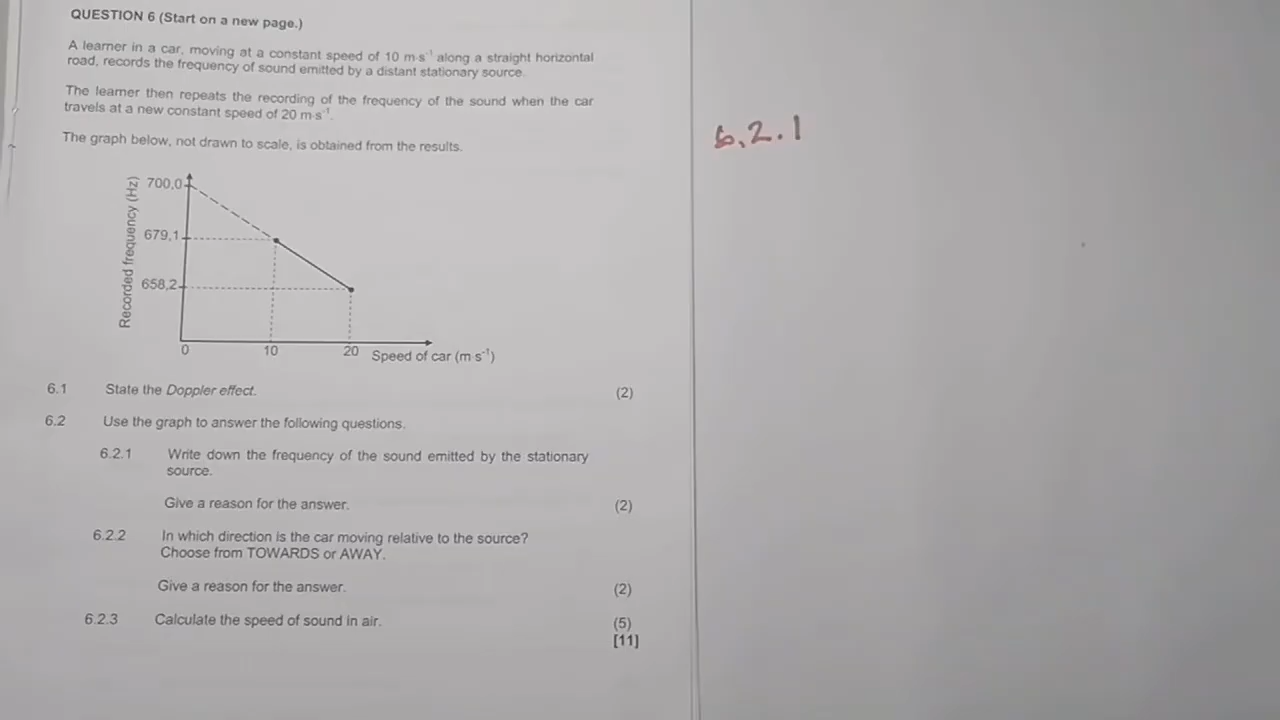 QUESTION 6 (Start on a new page.)
A learner in a car, moving at a constant speed of 10 m·s⁻¹ along a straight horizontal
road, records the frequency of sound emitted by a distant stationary source.
The learner then repeats the recording of the frequency of the sound when the car
travels at a new constant speed of 20 m·s⁻¹.
The graph below, not drawn to scale, is obtained from the results.
Recorded frequency (Hz)
700,0
679,1
658,2
0 10 20 Speed of car (m·s⁻¹)
6.1 State the Doppler effect. (2)
6.2 Use the graph to answer the following questions.
6.2.1 Write down the frequency of the sound emitted by the stationary
source.
Give a reason for the answer. (2)
6.2.2 In which direction is the car moving relative to the source?
Choose from TOWARDS or AWAY.
Give a reason for the answer. (2)
6.2.3 Calculate the speed of sound in air. (5)
[11]
6.2.1